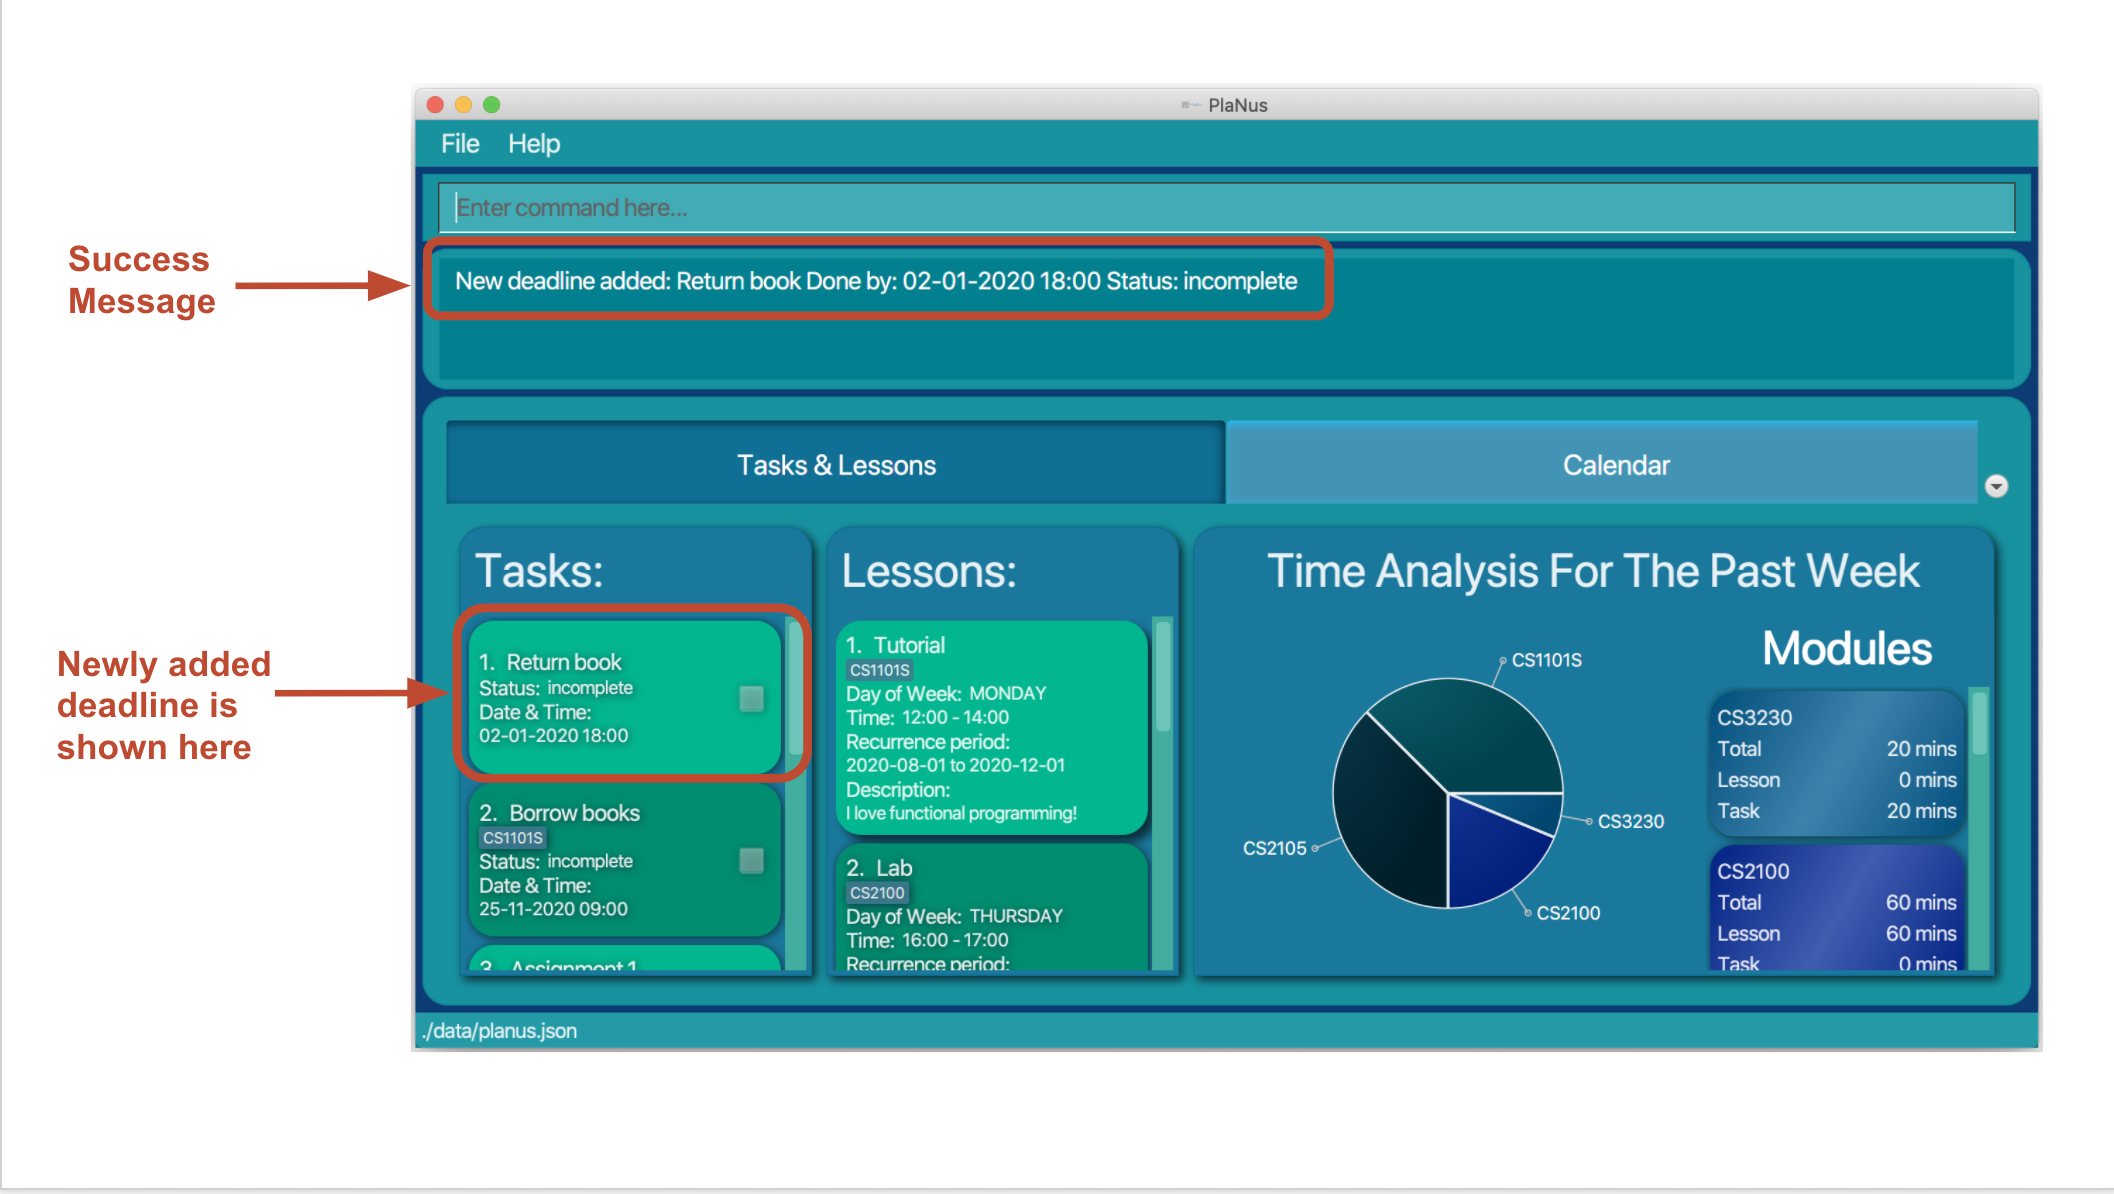 PlaNus
File Help
Enter command here...
Success
Message
New deadline added: Return book Done by: 02-01-2020 18:00 Status: incomplete
Tasks & Lessons
Calendar
Newly added
deadline is
shown here
Tasks:
1. Return book
Status: incomplete
Date & Time:
02-01-2020 18:00
2. Borrow books
CS1101S
Status: incomplete
Date & Time:
25-11-2020 09:00
3. Assignment 1
Lessons:
1. Tutorial
CS1101S
Day of Week: MONDAY
Time: 12:00 - 14:00
Recurrence period:
2020-08-01 to 2020-12-01
Description:
I love functional programming!
2. Lab
CS2100
Day of Week: THURSDAY
Time: 16:00 - 17:00
Recurrence period:
Time Analysis For The Past Week
CS1101S
CS3230
CS2105
CS2100
Modules
CS3230
Total 20 mins
Lesson 0 mins
Task 20 mins
CS2100
Total 60 mins
Lesson 60 mins
Task 0 mins
./data/planus.json